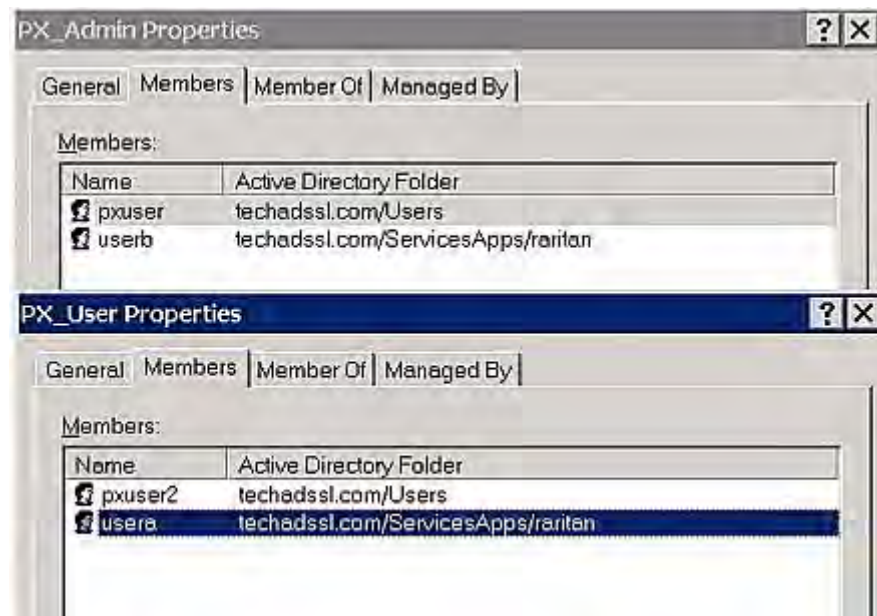 PX_Admin Properties
General Members Member Of Managed By
Members:
Name Active Directory Folder
pxuser techadssl.com/Users
userb techadssl.com/ServicesApps/raritan
PX_User Properties
General Members Member Of Managed By
Members:
Name Active Directory Folder
pxuser2 techadssl.com/Users
usera techadssl.com/ServicesApps/raritan